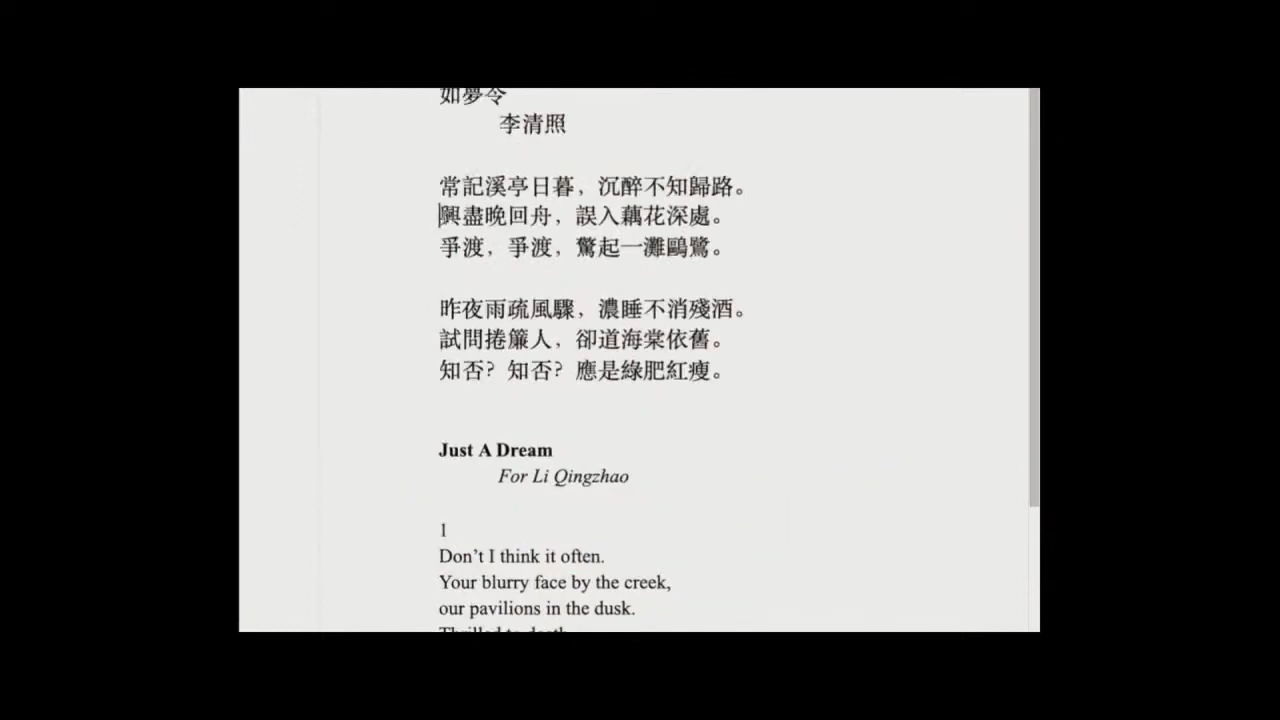 如夢令
李清照
常記溪亭日暮，沉醉不知歸路。
興盡晚回舟，誤入藕花深處。
爭渡，爭渡，驚起一灘鷗鷺。
昨夜雨疏風驟，濃睡不消殘酒。
試問捲簾人，卻道海棠依舊。
知否？知否？應是綠肥紅瘦。
Just A Dream
For Li Qingzhao
1
Don’t I think it often.
Your blurry face by the creek,
our pavilions in the dusk.
Thrilled to death